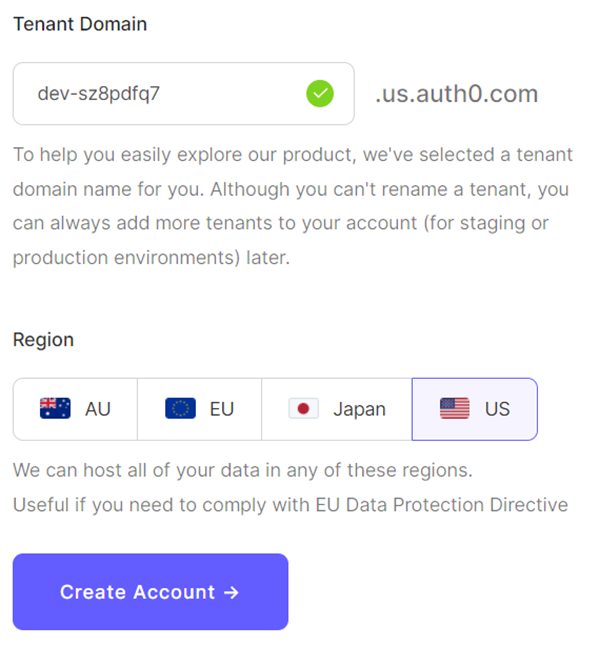 Tenant Domain
dev-sz8pdfq7 .us.auth0.com
To help you easily explore our product, we've selected a tenant
domain name for you. Although you can't rename a tenant, you
can always add more tenants to your account (for staging or
production environments) later.
Region
AU EU Japan US
We can host all of your data in any of these regions.
Useful if you need to comply with EU Data Protection Directive
Create Account →